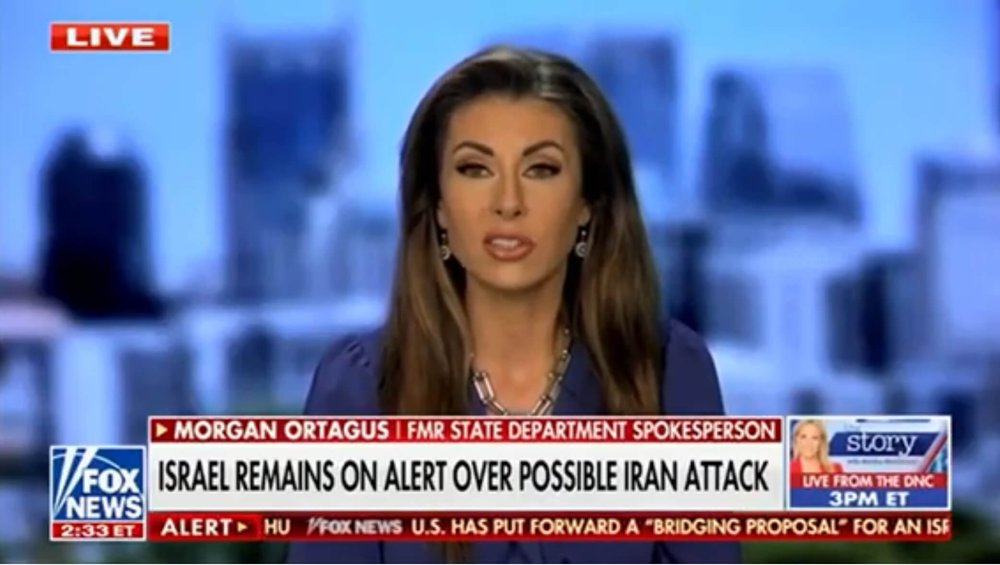 LIVE
MORGAN ORTAGUS | FMR STATE DEPARTMENT SPOKESPERSON
ISRAEL REMAINS ON ALERT OVER POSSIBLE IRAN ATTACK
story
LIVE FROM THE DNC
3PM ET
FOX
NEWS
2:33 ET
ALERT HU FOX NEWS U.S. HAS PUT FORWARD A "BRIDGING PROPOSAL" FOR AN ISR